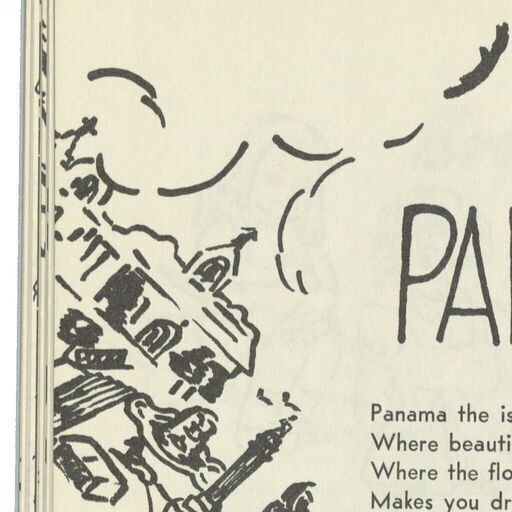 PA
Panama the is
Where beauti
Where the flo
Makes you dr